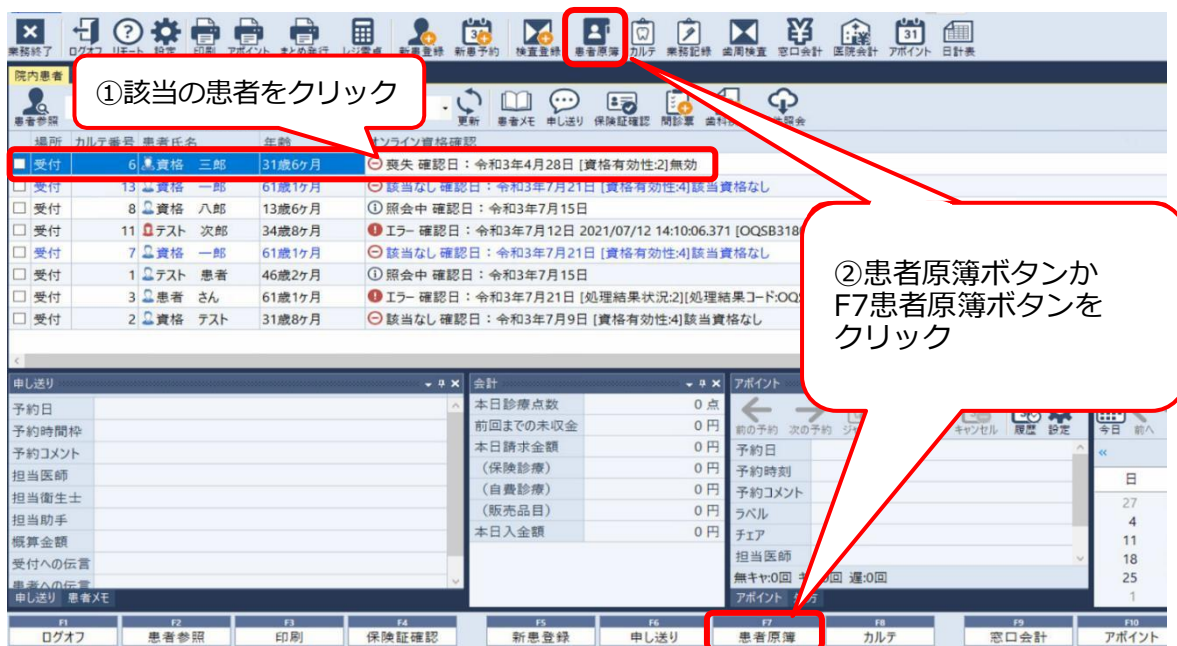 業務終了 ログオフ リモート 設定 印刷 アポイント まとめ発行 レジ電卓 新患登録 新患予約 検査登録 患者原簿 カルテ 業務記録 歯周検査 窓口会計 医院会計 アポイント 日計表
院内患者
①該当の患者をクリック
患者参照 更新 患者メモ 申し送り 保険証確認 問診票 歯科
場所 カルテ番号 患者氏名 年齢 オンライン資格確認
受付 6 資格 三郎 31歳6ヶ月 喪失 確認日：令和3年4月28日 [資格有効性:2]無効
受付 13 資格 一郎 61歳1ヶ月 該当なし 確認日：令和3年7月21日 [資格有効性:4]該当資格なし
受付 8 資格 八郎 13歳6ヶ月 照会中 確認日：令和3年7月15日
受付 11 テスト 次郎 34歳8ヶ月 エラー 確認日：令和3年7月12日 2021/07/12 14:10:06.371 [OQSB318
受付 7 資格 一郎 61歳1ヶ月 該当なし 確認日：令和3年7月21日 [資格有効性:4]該当資格なし
受付 1 テスト 患者 46歳2ヶ月 照会中 確認日：令和3年7月15日
受付 3 患者 さん 61歳1ヶ月 エラー 確認日：令和3年7月21日 [処理結果状況:2][処理結果コード:OQS
受付 2 資格 テスト 31歳8ヶ月 該当なし 確認日：令和3年7月9日 [資格有効性:4]該当資格なし
②患者原簿ボタンか
F7患者原簿ボタンを
クリック
申し送り
予約日
予約時間枠
予約コメント
担当医師
担当衛生士
担当助手
概算金額
受付への伝言
患者への伝言
申し送り 患者メモ
会計
本日診療点数 0 点
前回までの未収金 0 円
本日請求金額 0 円
（保険診療） 0 円
（自費診療） 0 円
（販売品目） 0 円
本日入金額 0 円
アポイント
前の予約 次の予約 キャンセル 履歴 設定
予約日
予約時刻
予約コメント
ラベル
チェア
担当医師
無キャ:0回 遅:0回
アポイント
今日 前へ
«
日
27
4
11
18
25
1
F1 F2 F3 F4 F5 F6 F7 F8 F9 F10
ログオフ 患者参照 印刷 保険証確認 新患登録 申し送り 患者原簿 カルテ 窓口会計 アポイント